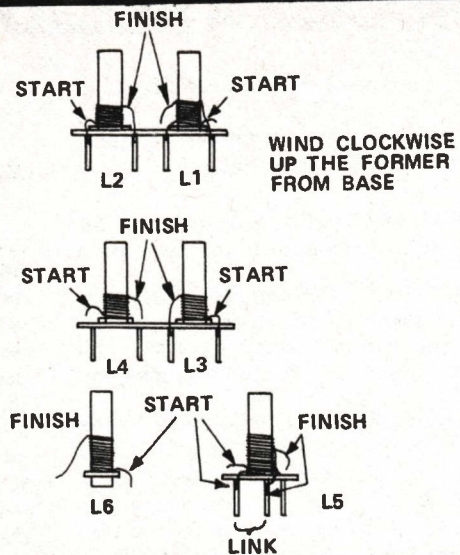 FINISH
START
START
L2
L1
WIND CLOCKWISE
UP THE FORMER
FROM BASE
FINISH
START
START
L4
L3
FINISH
START
FINISH
L6
L5
LINK